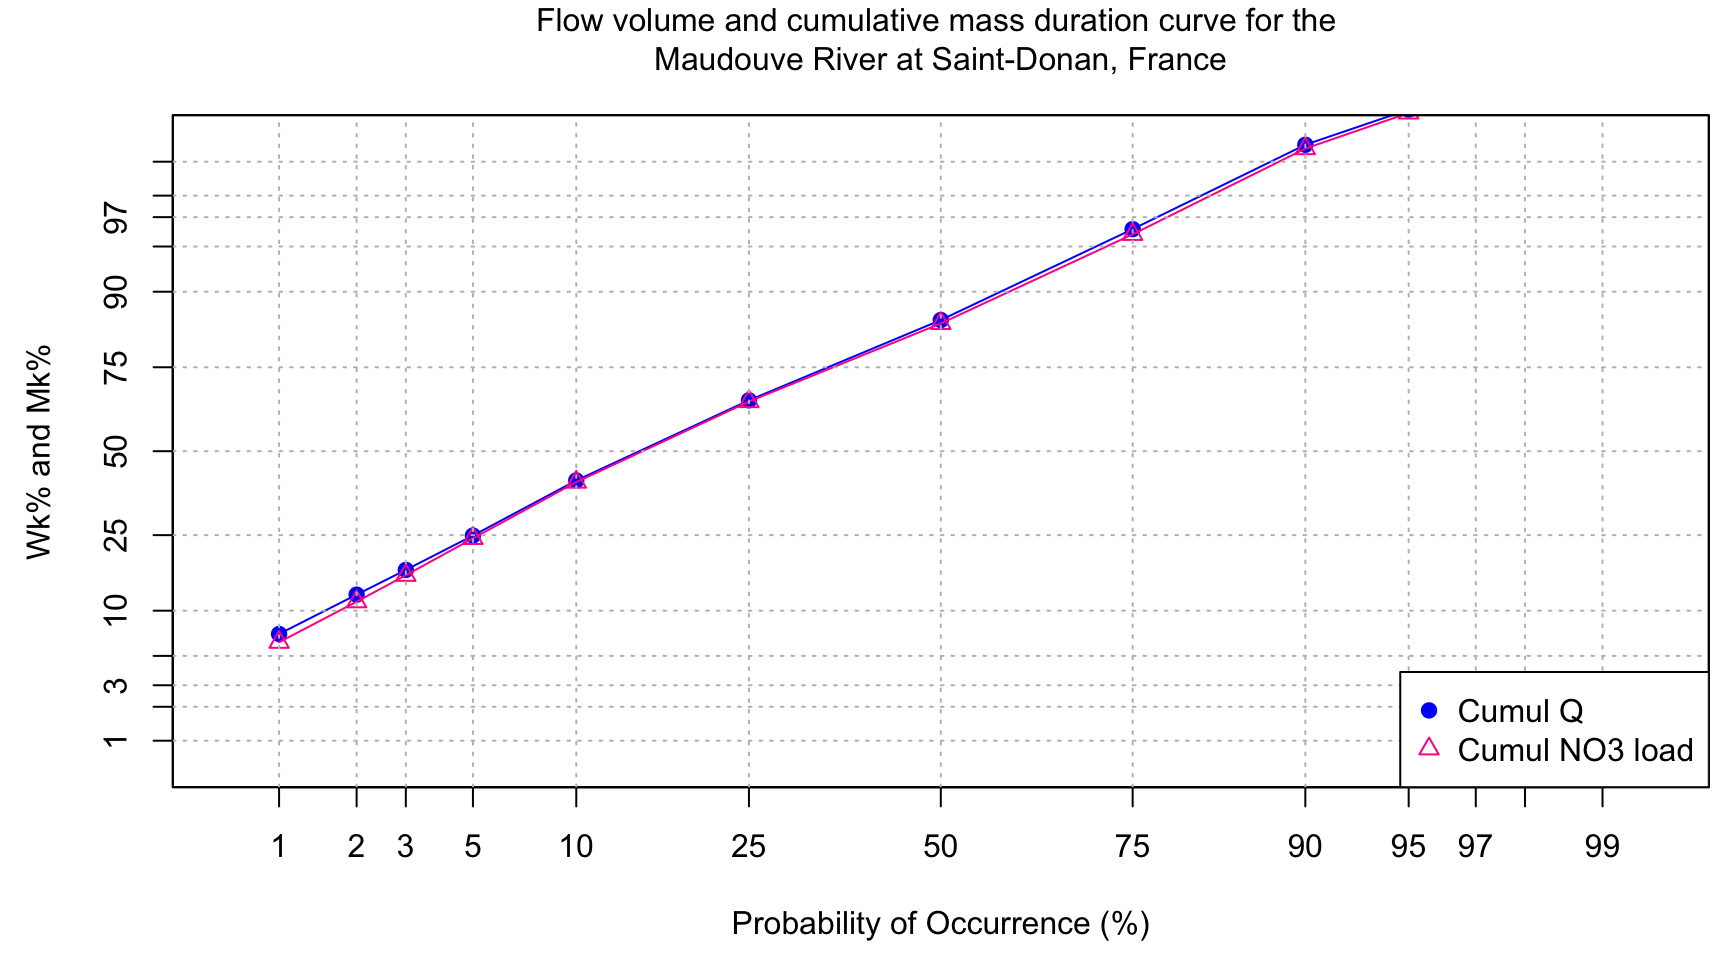 Flow volume and cumulative mass duration curve for the
Maudouve River at Saint-Donan, France
Wk% and Mk%
97
90
75
50
25
10
3
1
Cumul Q
Cumul NO3 load
1 2 3 5 10 25 50 75 90 95 97 99
Probability of Occurrence (%)